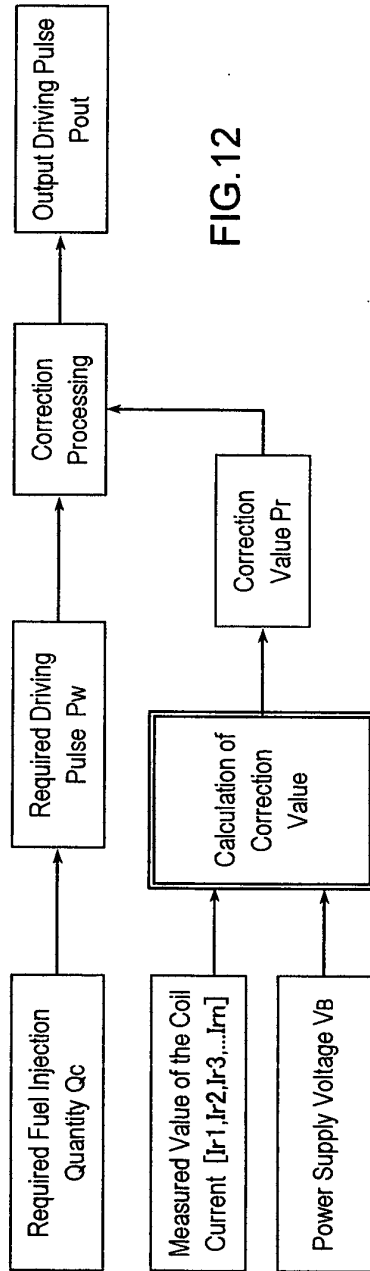 Required Fuel Injection
Quantity Qc
Required Driving
Pulse Pw
Correction
Processing
Output Driving Pulse
Pout
Measured Value of the Coil
Current [Ir1,Ir2,Ir3,...Irn]
Power Supply Voltage VB
Calculation of
Correction
Value
Correction
Value Pr
FIG.12